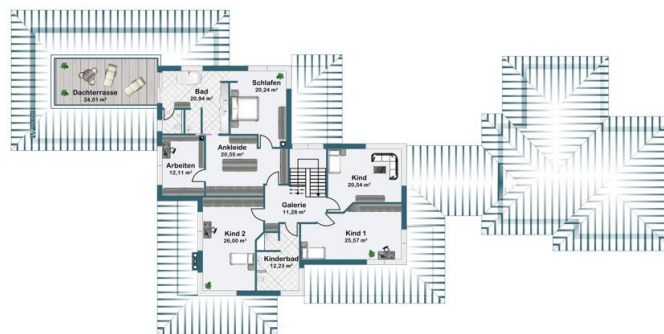 Dachterrasse
24,01 m²
Bad
20,94 m²
Schlafen
20,24 m²
Ankleide
20,55 m²
Arbeiten
12,11 m²
Kind
20,54 m²
Galerie
11,28 m²
Kind 2
26,00 m²
Kinderbad
12,23 m²
Kind 1
25,57 m²